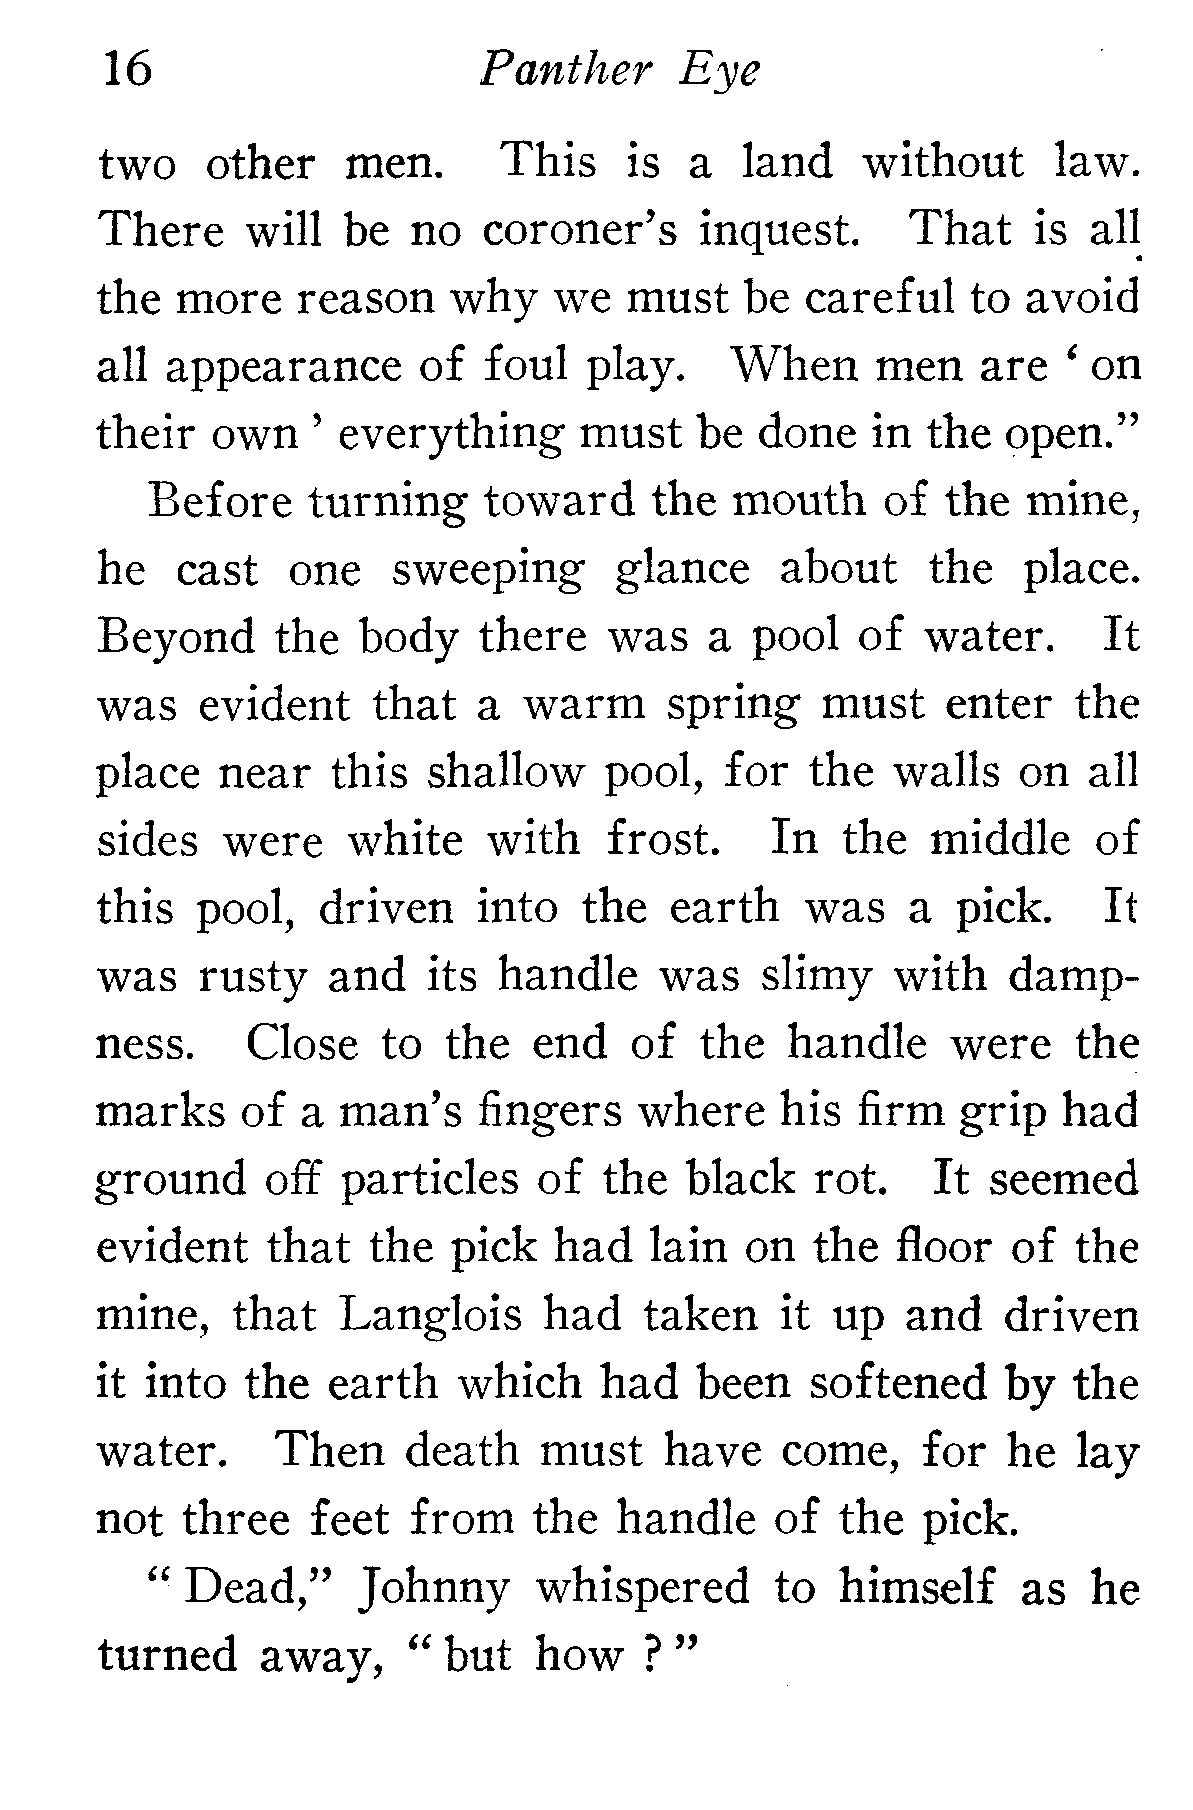 16 Panther Eye
two other men. This is a land without law.
There will be no coroner's inquest. That is all
the more reason why we must be careful to avoid
all appearance of foul play. When men are ‘ on
their own ’ everything must be done in the open.”
Before turning toward the mouth of the mine,
he cast one sweeping glance about the place.
Beyond the body there was a pool of water. It
was evident that a warm spring must enter the
place near this shallow pool, for the walls on all
sides were white with frost. In the middle of
this pool, driven into the earth was a pick. It
was rusty and its handle was slimy with damp-
ness. Close to the end of the handle were the
marks of a man's fingers where his firm grip had
ground off particles of the black rot. It seemed
evident that the pick had lain on the floor of the
mine, that Langlois had taken it up and driven
it into the earth which had been softened by the
water. Then death must have come, for he lay
not three feet from the handle of the pick.
“ Dead,” Johnny whispered to himself as he
turned away, “ but how ? ”